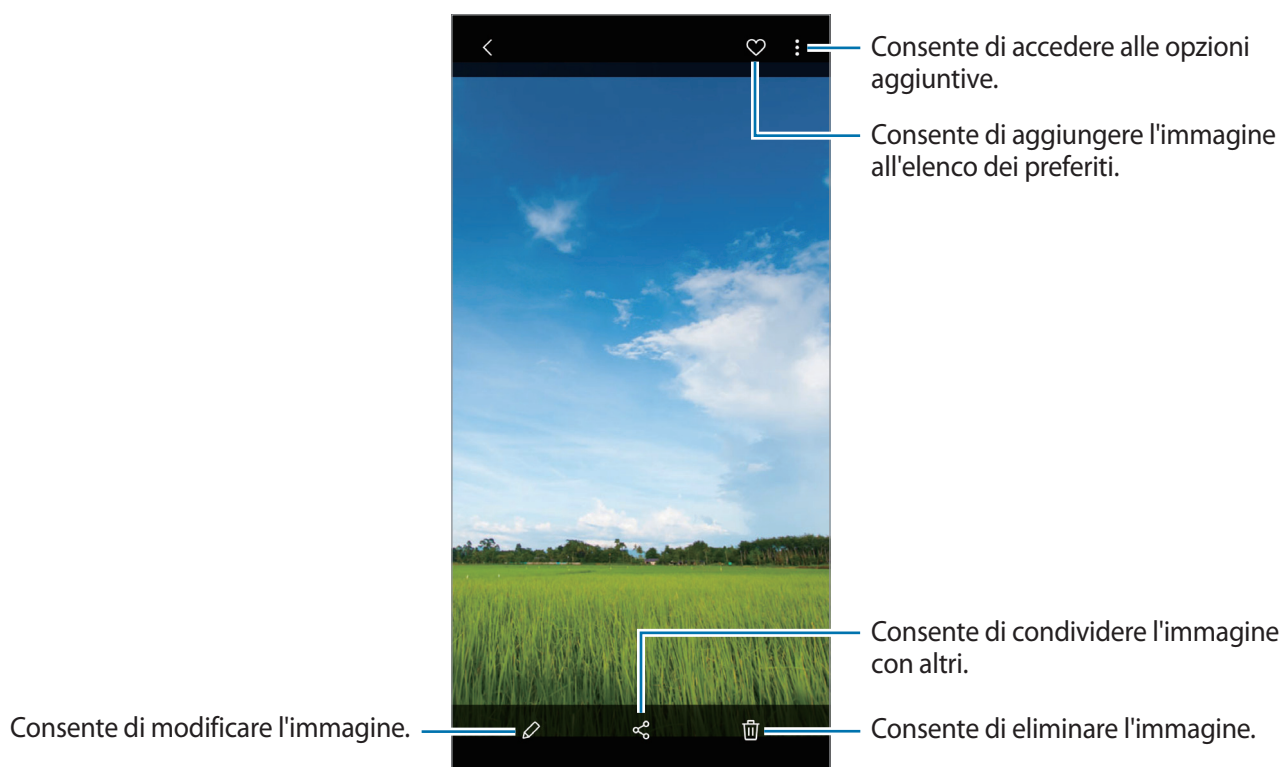 Consente di accedere alle opzioni
aggiuntive.
Consente di aggiungere l'immagine
all'elenco dei preferiti.
Consente di condividere l'immagine
con altri.
Consente di modificare l'immagine.
Consente di eliminare l'immagine.